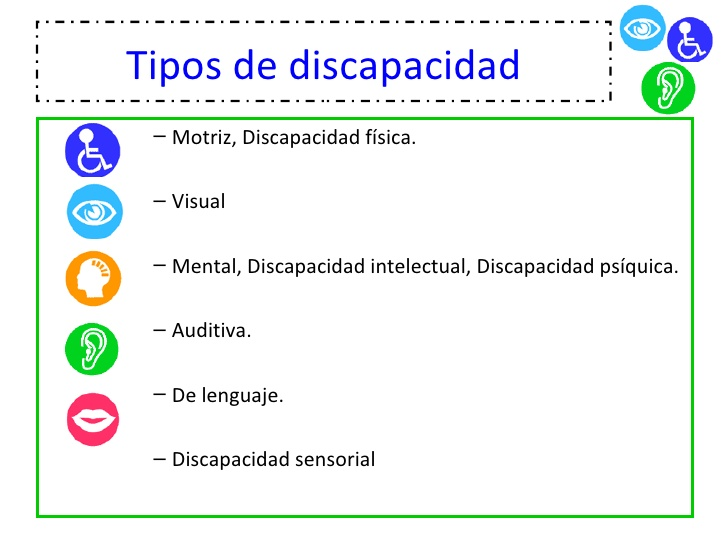 Tipos de discapacidad
– Motriz, Discapacidad física.
– Visual
– Mental, Discapacidad intelectual, Discapacidad psíquica.
– Auditiva.
– De lenguaje.
– Discapacidad sensorial